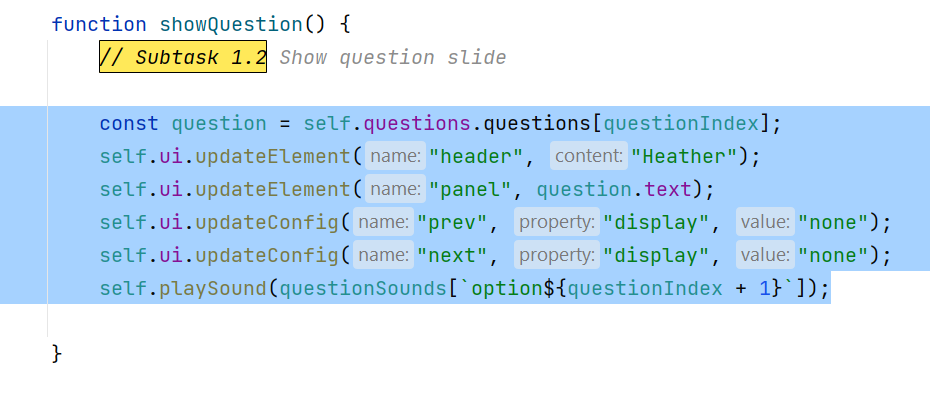 function showQuestion() {
// Subtask 1.2 Show question slide
const question = self.questions.questions[questionIndex];
self.ui.updateElement( name: "header", content: "Heather");
self.ui.updateElement( name: "panel", question.text);
self.ui.updateConfig( name: "prev", property: "display", value: "none");
self.ui.updateConfig( name: "next", property: "display", value: "none");
self.playSound(questionSounds[`option${questionIndex + 1}`]);
}